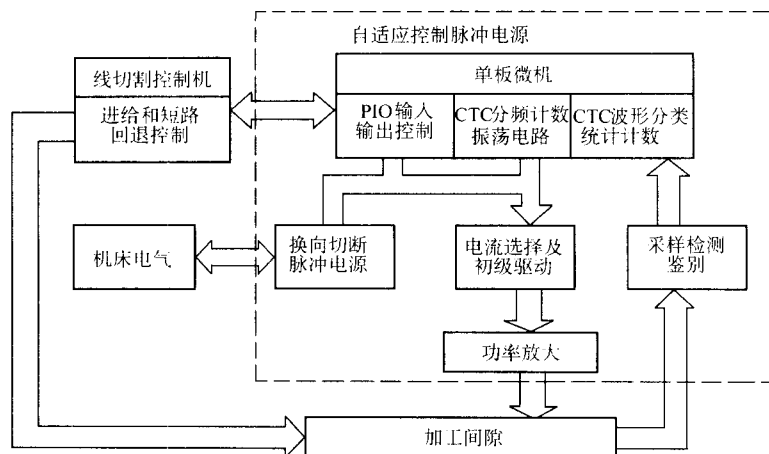 自适应控制脉冲电源
线切割控制机
进给和短路
回退控制
单板微机
PIO输入
输出控制
CTC分频计数
振荡电路
CTC波形分类
统计计数
机床电气
换向切断
脉冲电源
电流选择及
初级驱动
采样检测
鉴别
功率放大
加工间隙